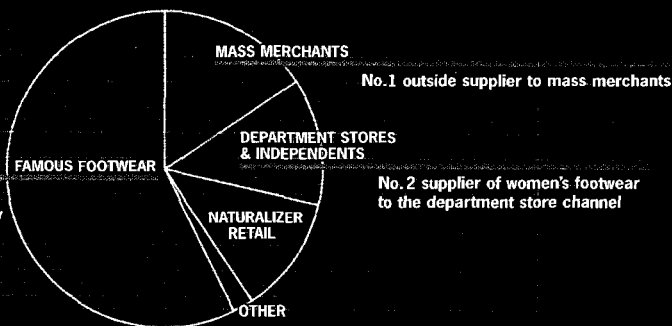 MASS MERCHANTS
No.1 outside supplier to mass merchants
DEPARTMENT STORES
& INDEPENDENTS
FAMOUS FOOTWEAR
No.2 supplier of women's footwear
to the department store channel
NATURALIZER
RETAIL
OTHER